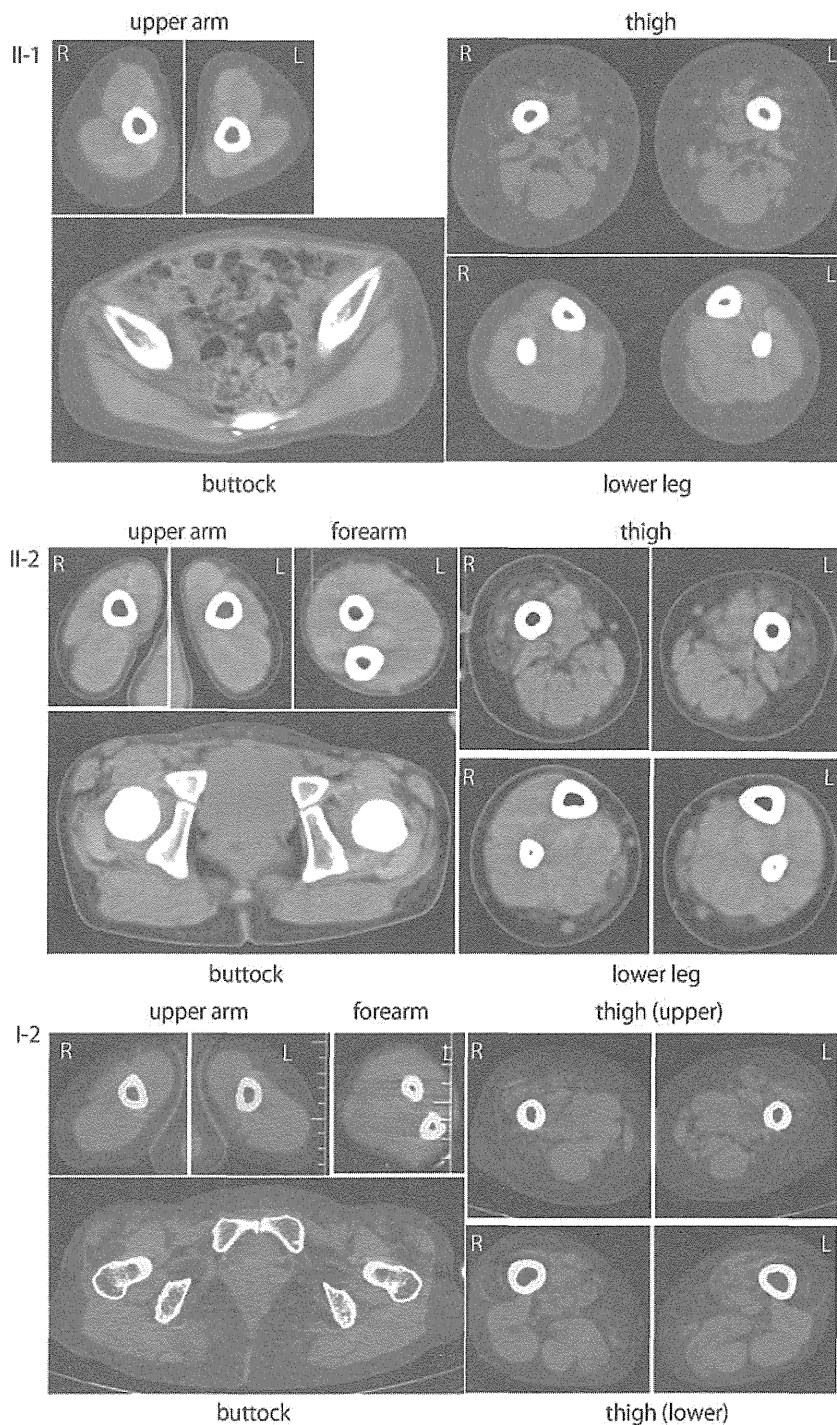 upper arm thigh
II-1 R L R L
R L
buttock lower leg
upper arm forearm thigh
II-2 R L L R L
R L
buttock lower leg
upper arm forearm thigh (upper)
I-2 R L L R L
R L
buttock thigh (lower)